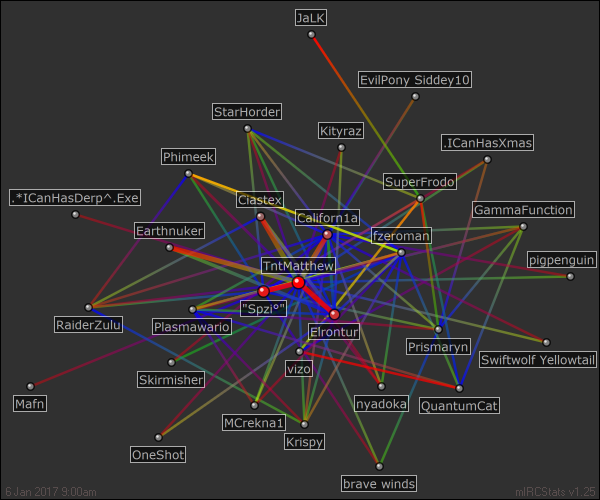 JaLK
EvilPony Siddey10
StarHorder
Kityraz
.ICanHasXmas
Phimeek
SuperFrodo
.*ICanHasDerp^.Exe
Ciastex
GammaFunction
Californ1a
Earthnuker
fzeroman
TntMatthew
pigpenguin
"Spzi°"
RaiderZulu
Plasmawario
Elrontur
Prismaryn
Swiftwolf Yellowtail
Skirmisher
vizo
Mafn
nyadoka
QuantumCat
MCrekna1
Krispy
OneShot
brave winds
6 Jan 2017 9:00am
mIRCStats v1.25